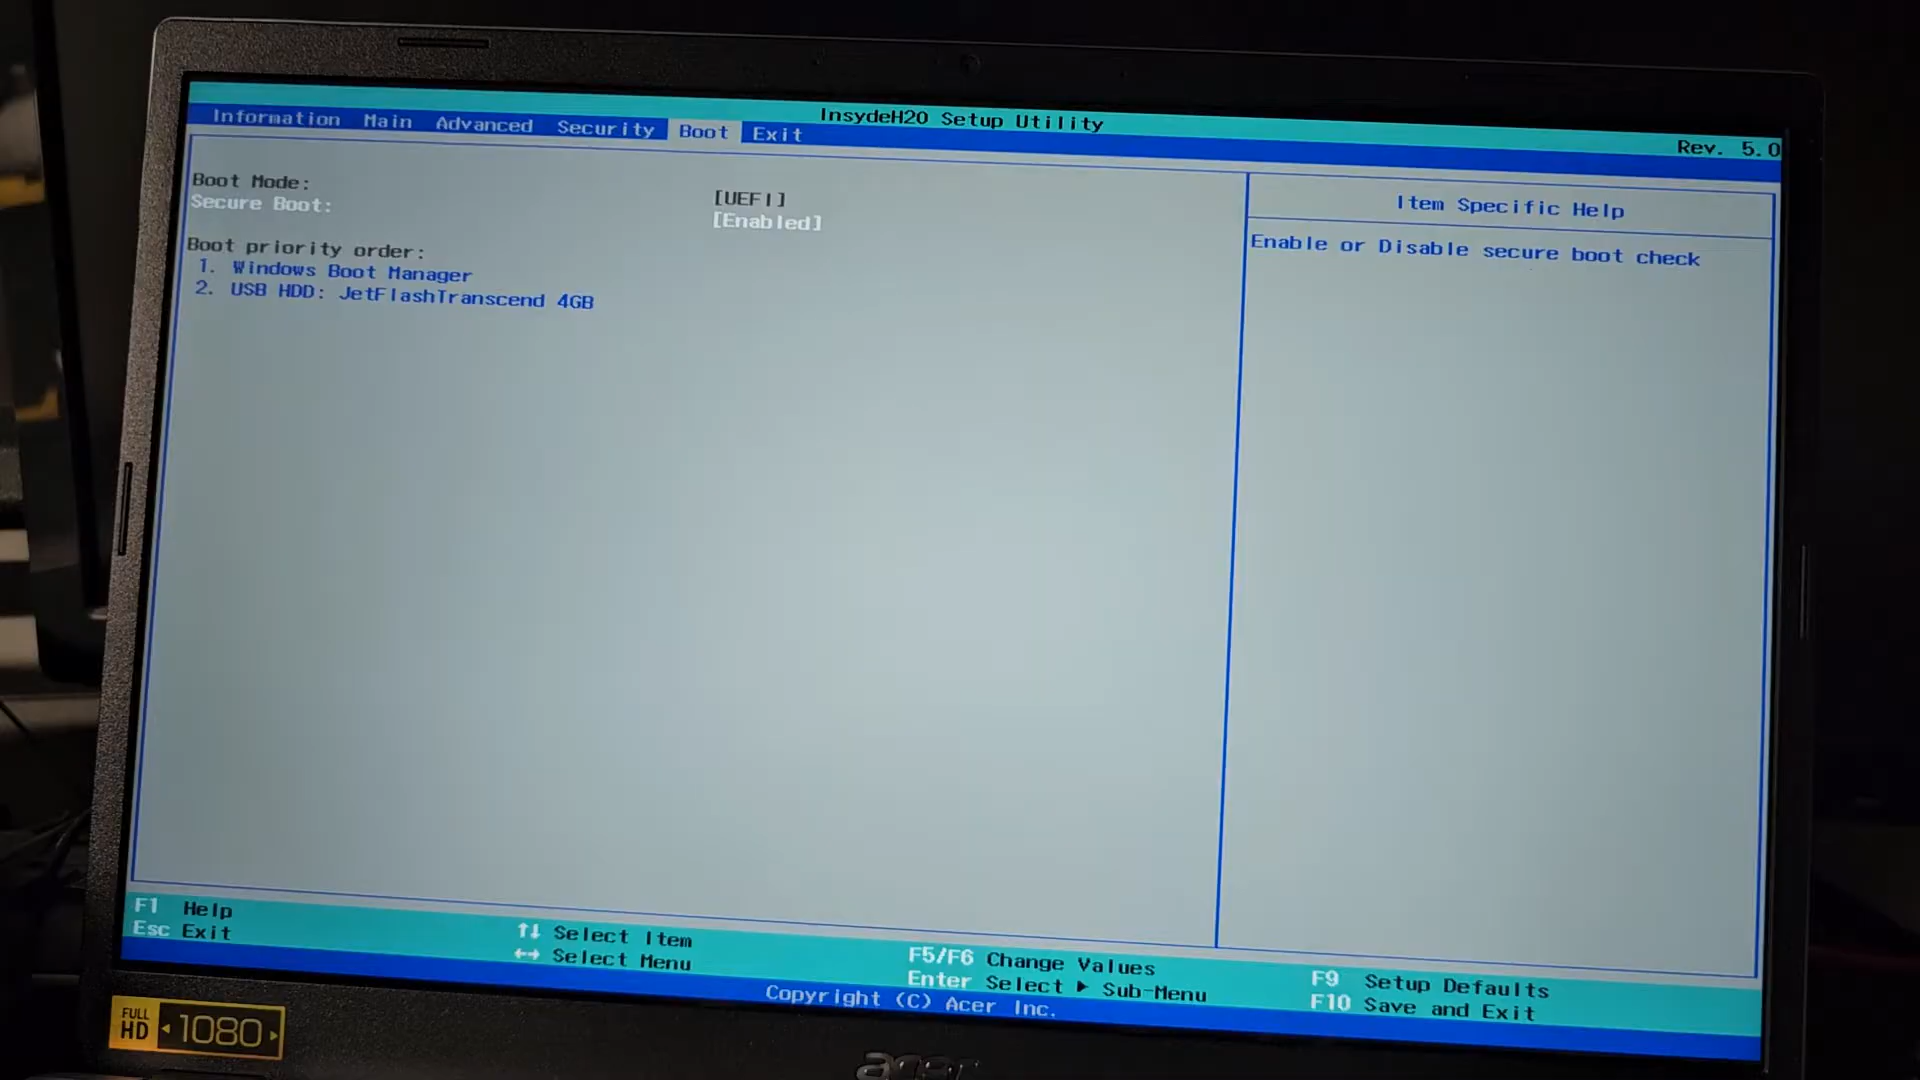 InsydeH20 Setup Utility
Rev. 5.0
Information Main Advanced Security Boot Exit
Boot Mode: [UEFI]
Secure Boot: [Enabled]
Boot priority order:
1. Windows Boot Manager
2. USB HDD: JetFlashTranscend 4GB
Item Specific Help
Enable or Disable secure boot check
F1 Help ↑↓ Select Item F5/F6 Change Values F9 Setup Defaults
Esc Exit ↔ Select Menu Enter Select ▶ Sub-Menu F10 Save and Exit
Copyright (C) Acer Inc.
FULL HD 1080
acer